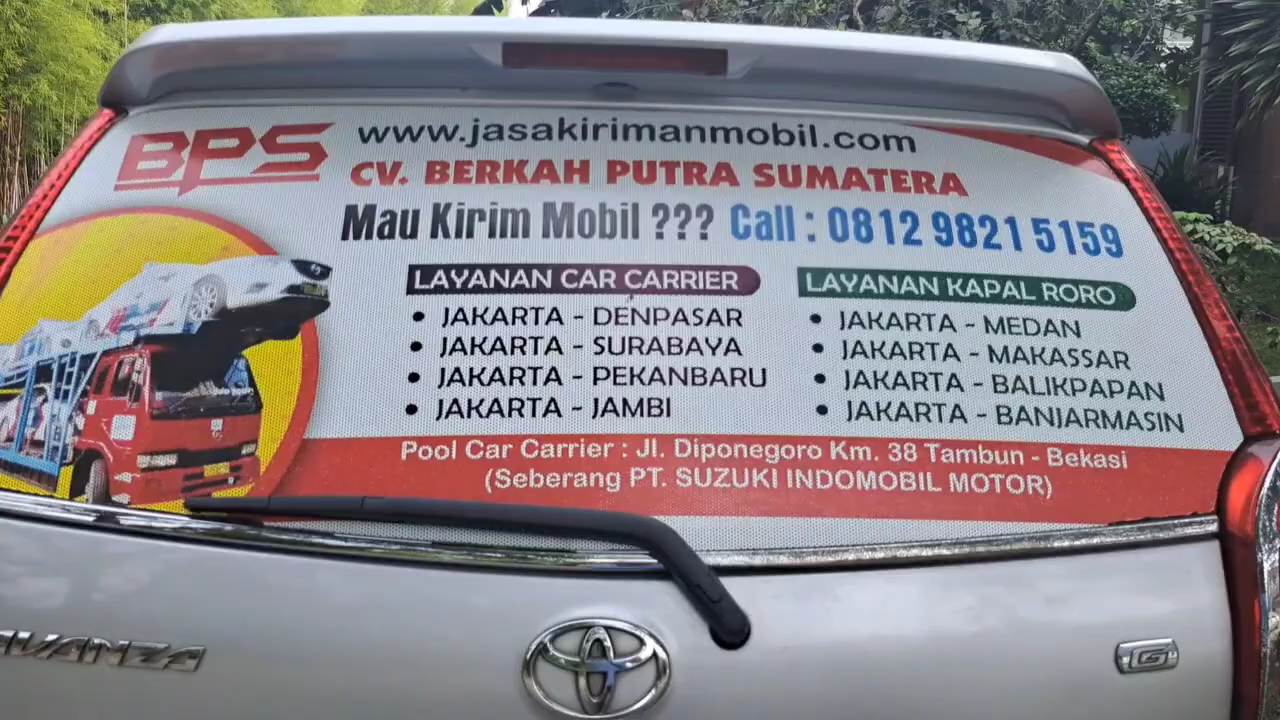 BPS
www.jasakirimanmobil.com
CV. BERKAH PUTRA SUMATERA
Mau Kirim Mobil ??? Call : 0812 9821 5159
LAYANAN CAR CARRIER
• JAKARTA - DENPASAR
• JAKARTA - SURABAYA
• JAKARTA - PEKANBARU
• JAKARTA - JAMBI
LAYANAN KAPAL RORO
• JAKARTA - MEDAN
• JAKARTA - MAKASSAR
• JAKARTA - BALIKPAPAN
• JAKARTA - BANJARMASIN
Pool Car Carrier : Jl. Diponegoro Km. 38 Tambun - Bekasi
(Seberang PT. SUZUKI INDOMOBIL MOTOR)
AVANZA
G